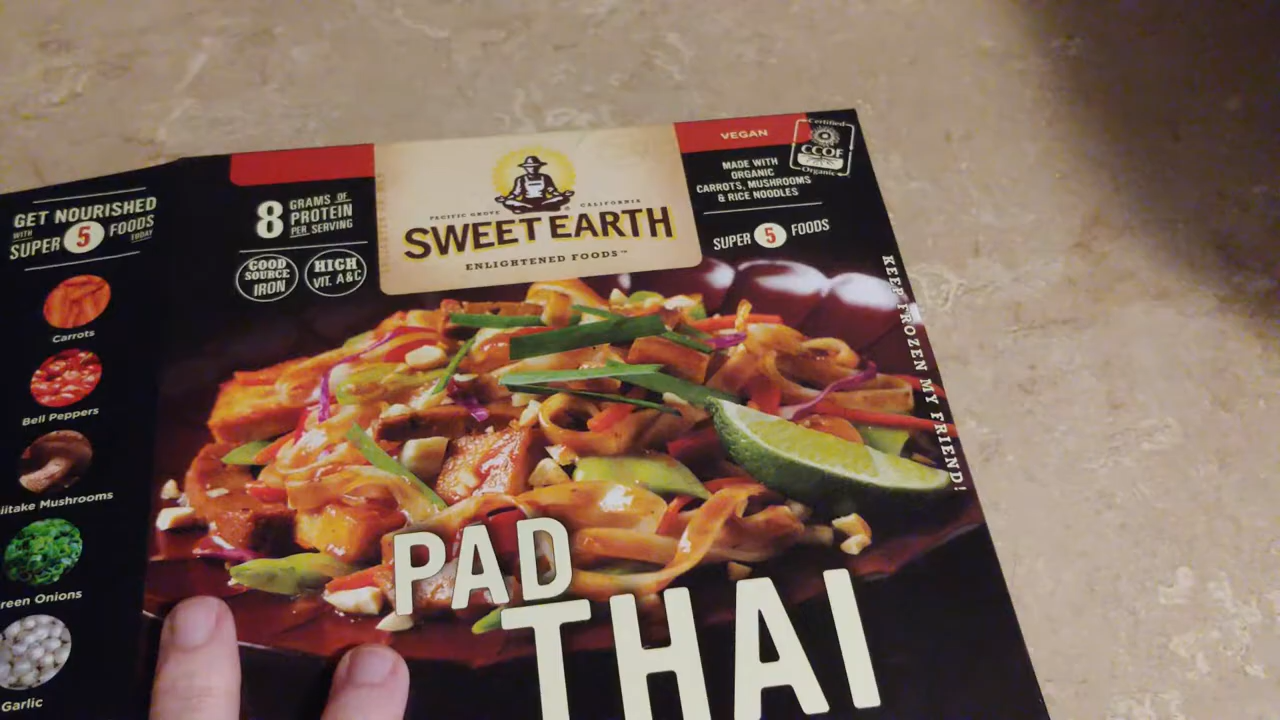 GET NOURISHED
WITH
SUPER 5 FOODS
TODAY
Carrots
Bell Peppers
iitake Mushrooms
reen Onions
Garlic
8 GRAMS OF
PROTEIN
PER SERVING
GOOD
SOURCE
IRON
HIGH
VIT. A&C
PACIFIC GROVE CALIFORNIA
SWEET EARTH
ENLIGHTENED FOODS™
VEGAN
MADE WITH
ORGANIC
CARROTS, MUSHROOMS
& RICE NOODLES
SUPER 5 FOODS
Certified
CCOF
Organic
KEEP FROZEN MY FRIEND!
PAD
THAI